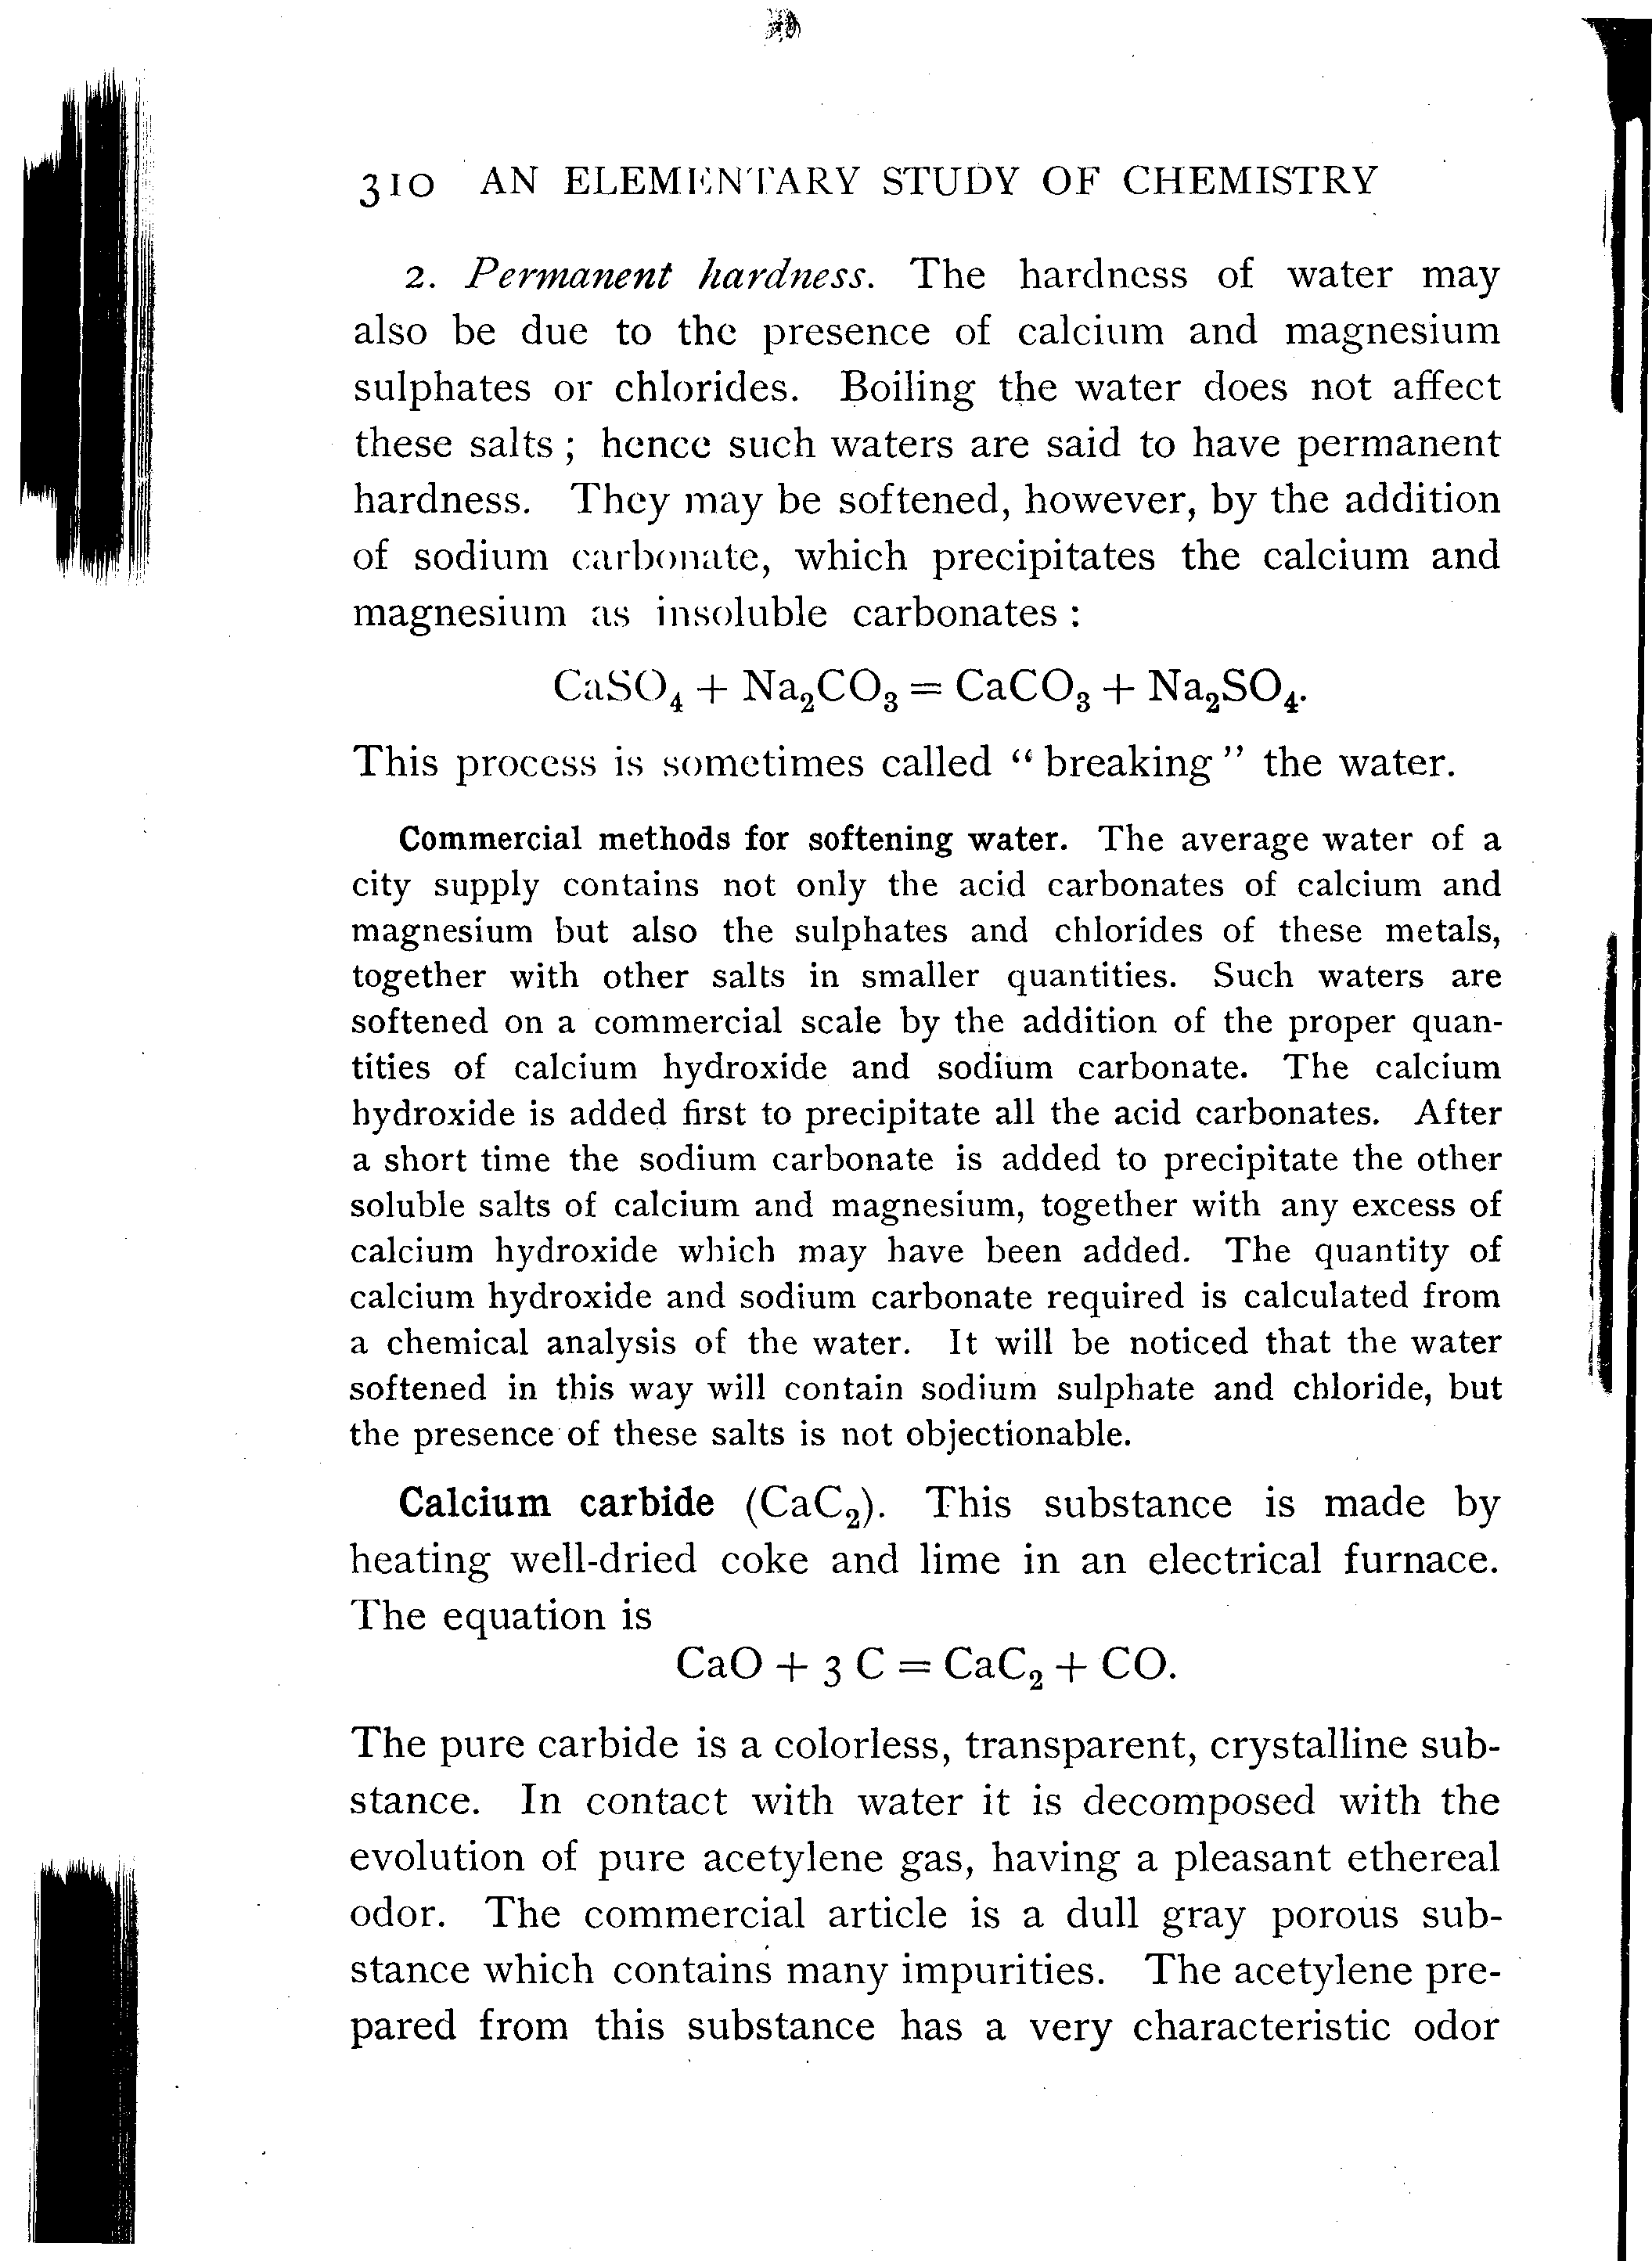 310 AN ELEMENTARY STUDY OF CHEMISTRY
2. Permanent hardness. The hardness of water may
also be due to the presence of calcium and magnesium
sulphates or chlorides. Boiling the water does not affect
these salts ; hence such waters are said to have permanent
hardness. They may be softened, however, by the addition
of sodium carbonate, which precipitates the calcium and
magnesium as insoluble carbonates :
CaSO₄ + Na₂CO₃ = CaCO₃ + Na₂SO₄.
This process is sometimes called “ breaking ” the water.
Commercial methods for softening water. The average water of a
city supply contains not only the acid carbonates of calcium and
magnesium but also the sulphates and chlorides of these metals,
together with other salts in smaller quantities. Such waters are
softened on a commercial scale by the addition of the proper quan-
tities of calcium hydroxide and sodium carbonate. The calcium
hydroxide is added first to precipitate all the acid carbonates. After
a short time the sodium carbonate is added to precipitate the other
soluble salts of calcium and magnesium, together with any excess of
calcium hydroxide which may have been added. The quantity of
calcium hydroxide and sodium carbonate required is calculated from
a chemical analysis of the water. It will be noticed that the water
softened in this way will contain sodium sulphate and chloride, but
the presence of these salts is not objectionable.
Calcium carbide (CaC₂). This substance is made by
heating well-dried coke and lime in an electrical furnace.
The equation is
CaO + 3 C = CaC₂ + CO.
The pure carbide is a colorless, transparent, crystalline sub-
stance. In contact with water it is decomposed with the
evolution of pure acetylene gas, having a pleasant ethereal
odor. The commercial article is a dull gray porous sub-
stance which contains many impurities. The acetylene pre-
pared from this substance has a very characteristic odor